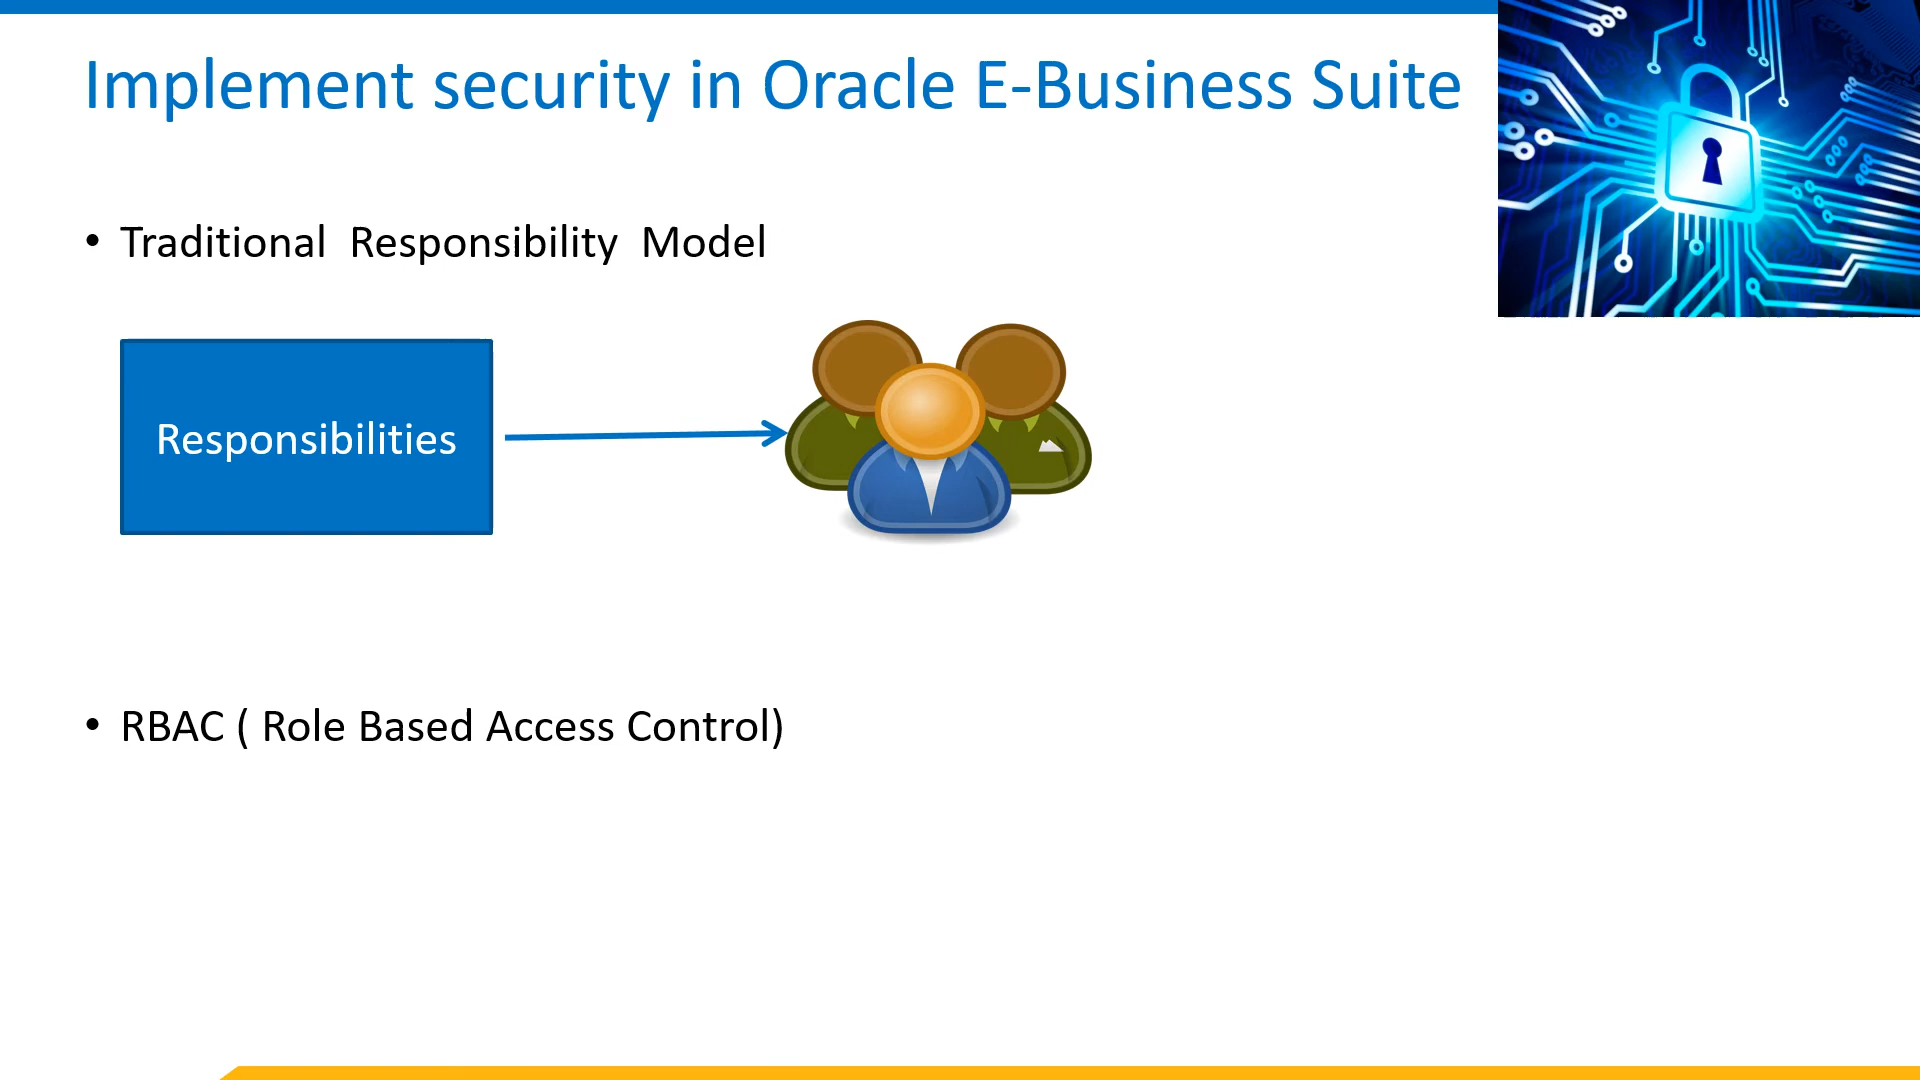 Implement security in Oracle E-Business Suite
• Traditional Responsibility Model
Responsibilities
• RBAC ( Role Based Access Control)